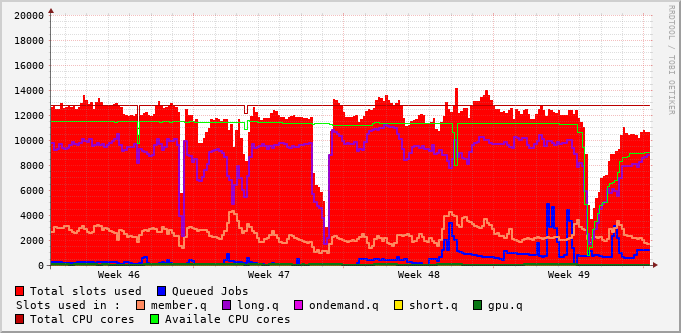 20000
18000
16000
14000
12000
10000
8000
6000
4000
2000
0
Week 46 Week 47 Week 48 Week 49
RRDTOOL / TOBI OETIKER
Total slots used Queued Jobs
Slots used in : member.q long.q ondemand.q short.q gpu.q
Total CPU cores Availale CPU cores